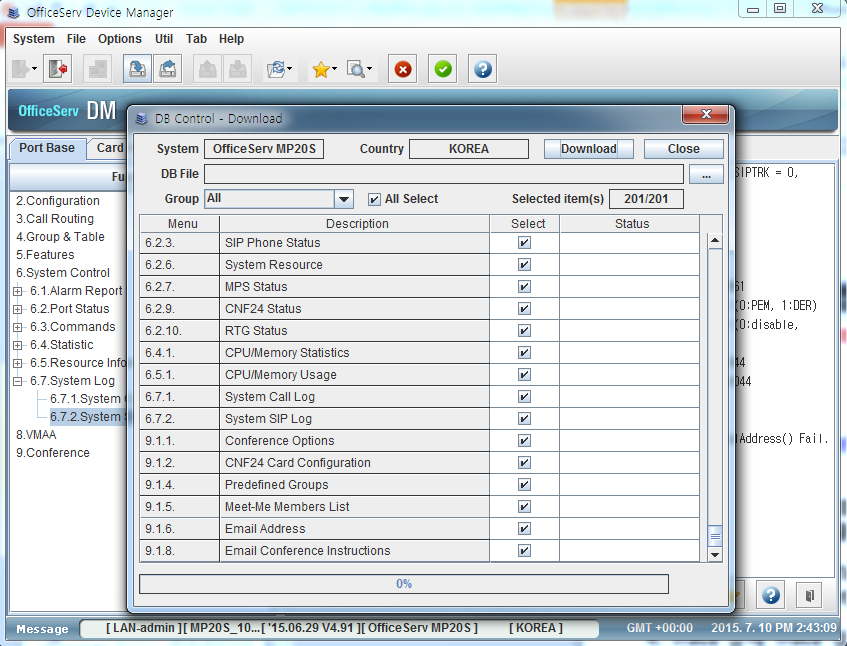 OfficeServ Device Manager
System File Options Util Tab Help
OfficeServ DM
DB Control - Download
Port Base Card
System OfficeServ MP20S Country KOREA Download Close
DB File ...
Group All All Select Selected item(s) 201/201
Fu
2.Configuration
3.Call Routing
4.Group & Table
5.Features
6.System Control
6.1.Alarm Report
6.2.Port Status
6.3.Commands
6.4.Statistic
6.5.Resource Info
6.7.System Log
6.7.1.System
6.7.2.System
8.VMAA
9.Conference
Menu Description Select Status
6.2.3. SIP Phone Status
6.2.6. System Resource
6.2.7. MPS Status
6.2.9. CNF24 Status
6.2.10. RTG Status
6.4.1. CPU/Memory Statistics
6.5.1. CPU/Memory Usage
6.7.1. System Call Log
6.7.2. System SIP Log
9.1.1. Conference Options
9.1.2. CNF24 Card Configuration
9.1.4. Predefined Groups
9.1.5. Meet-Me Members List
9.1.6. Email Address
9.1.8. Email Conference Instructions
0%
SIPTRK = 0,
61
(0:PEM, 1:DER)
(0:disable,
44
044
Address() Fail.
Message [ LAN-admin ][ MP20S_10...[ '15.06.29 V4.91 ][ OfficeServ MP20S ] [ KOREA ] GMT +00:00 2015. 7. 10 PM 2:43:09